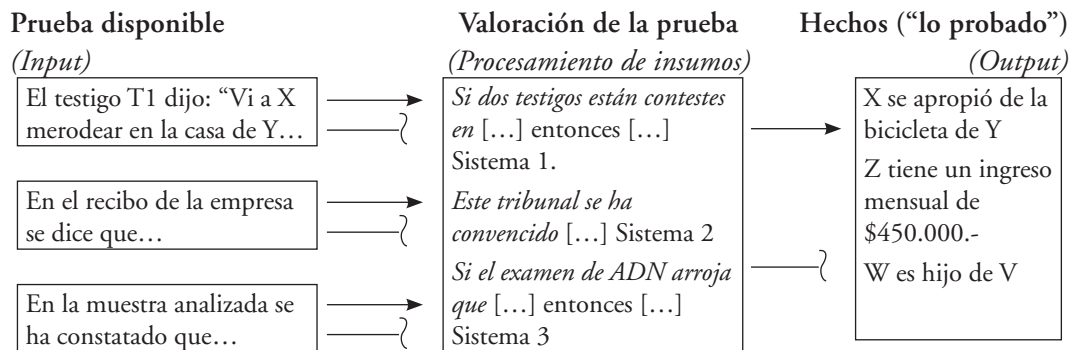 Prueba disponible
(Input)
El testigo T1 dijo: “Vi a X
merodear en la casa de Y…
En el recibo de la empresa
se dice que…
En la muestra analizada se
ha constatado que…
Valoración de la prueba
(Procesamiento de insumos)
Si dos testigos están contestes
en […] entonces […]
Sistema 1.
Este tribunal se ha
convencido […] Sistema 2
Si el examen de ADN arroja
que […] entonces […]
Sistema 3
Hechos (“lo probado”)
(Output)
X se apropió de la
bicicleta de Y
Z tiene un ingreso
mensual de
$450.000.-
W es hijo de V